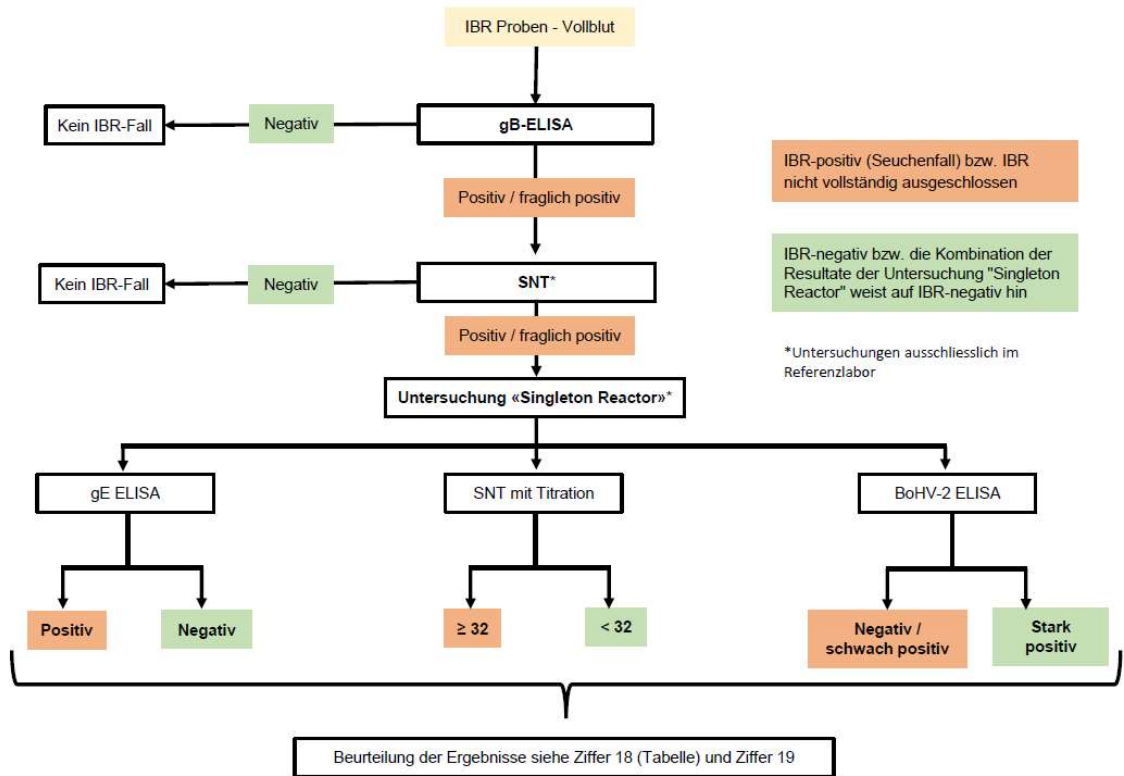 IBR Proben - Vollblut
Kein IBR-Fall
Negativ
gB-ELISA
IBR-positiv (Seuchenfall) bzw. IBR
nicht vollständig ausgeschlossen
Positiv / fraglich positiv
Kein IBR-Fall
Negativ
SNT*
IBR-negativ bzw. die Kombination der
Resultate der Untersuchung "Singleton
Reactor" weist auf IBR-negativ hin
Positiv / fraglich positiv
*Untersuchungen ausschliesslich im
Referenzlabor
Untersuchung «Singleton Reactor»*
gE ELISA
SNT mit Titration
BoHV-2 ELISA
Positiv
Negativ
≥ 32
< 32
Negativ /
schwach positiv
Stark
positiv
Beurteilung der Ergebnisse siehe Ziffer 18 (Tabelle) und Ziffer 19